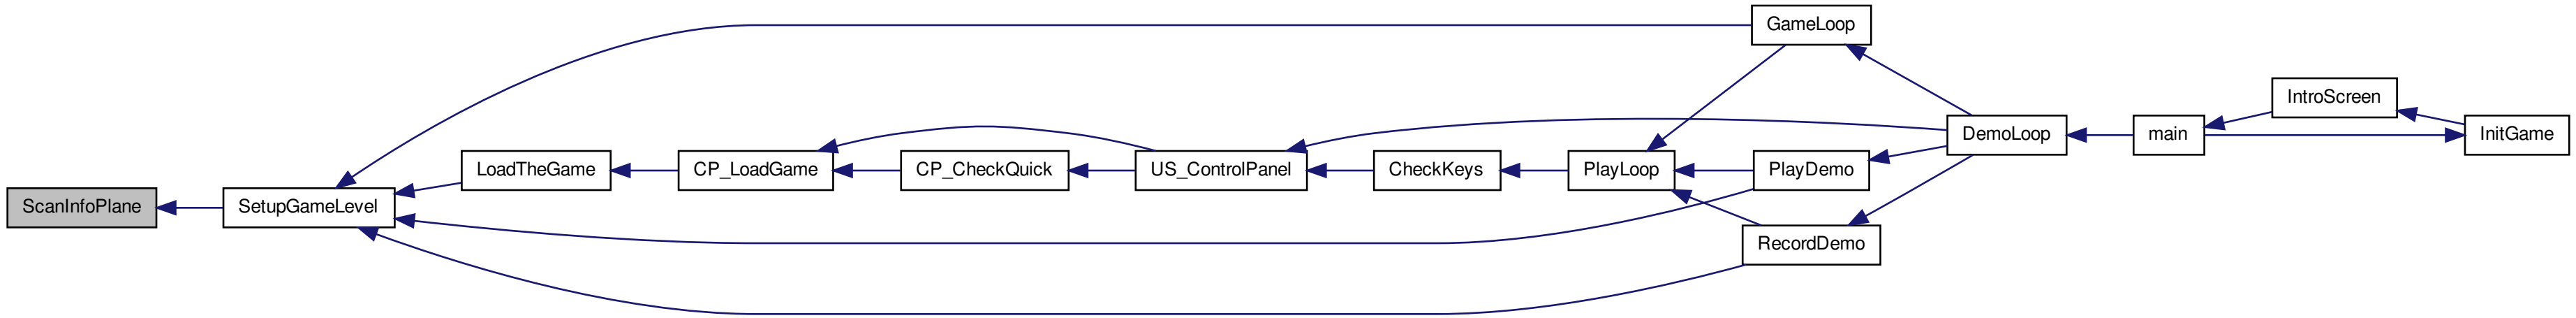 GameLoop
IntroScreen
DemoLoop
main
InitGame
LoadTheGame
CP_LoadGame
CP_CheckQuick
US_ControlPanel
CheckKeys
PlayLoop
PlayDemo
ScanInfoPlane
SetupGameLevel
RecordDemo